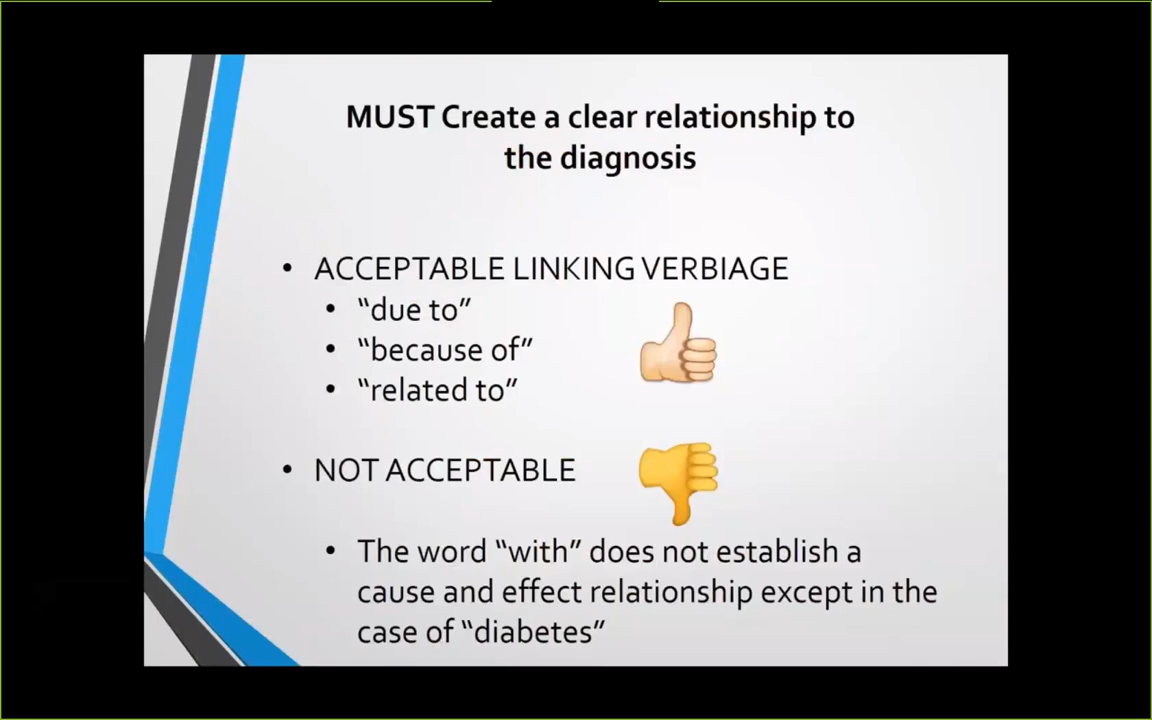 MUST Create a clear relationship to
the diagnosis
• ACCEPTABLE LINKING VERBIAGE
• “due to”
• “because of”
• “related to”
• NOT ACCEPTABLE
• The word “with” does not establish a
cause and effect relationship except in the
case of “diabetes”